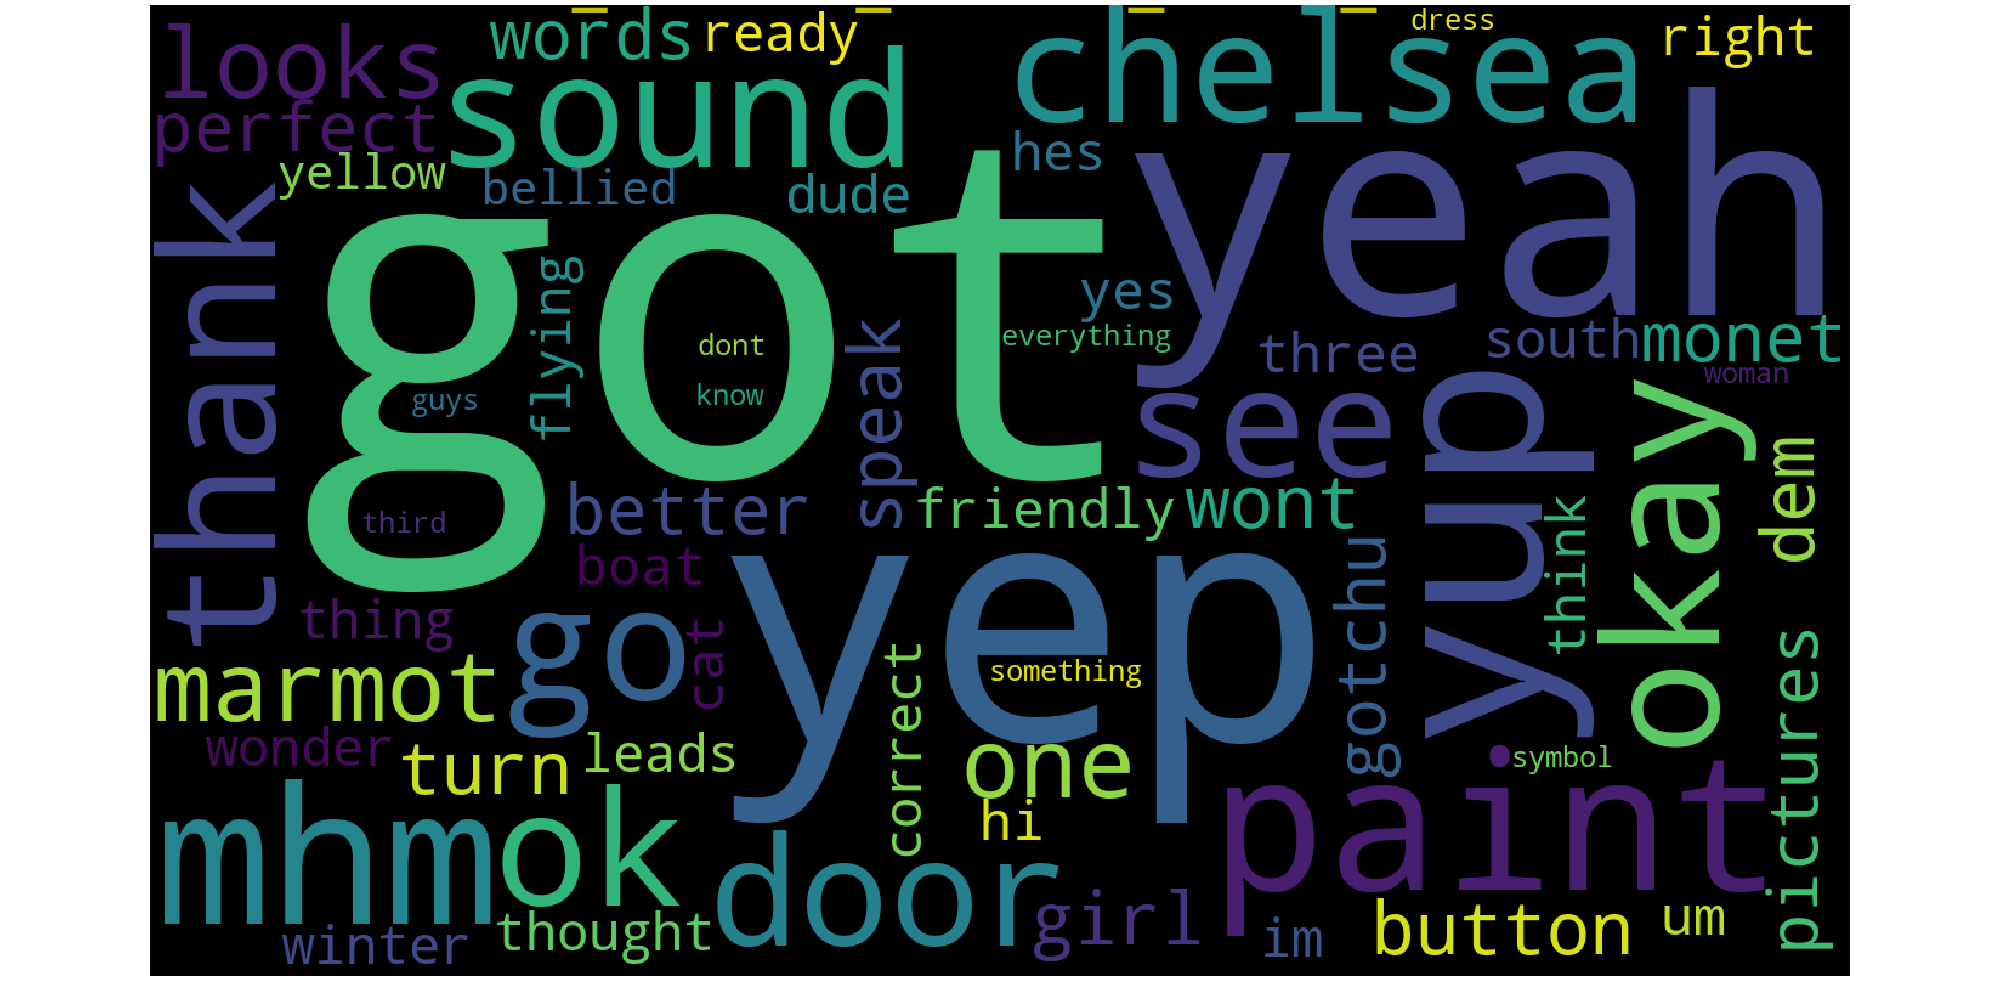 looks
words
ready
chelsea
dress
right
perfect
sound
yeah
yellow
bellied
dude
hes
thank
got
flying
yes
dont
everything
three
south
monet
woman
know
guys
speak
see
yup
okay
dem
third
better
friendly
wont
boat
think
gotchu
thing
go
yep
cat
marmot
correct
something
pictures
wonder
turn
leads
one
symbol
hi
mhm
ok
door
paint
thought
girl
winter
im
button
um